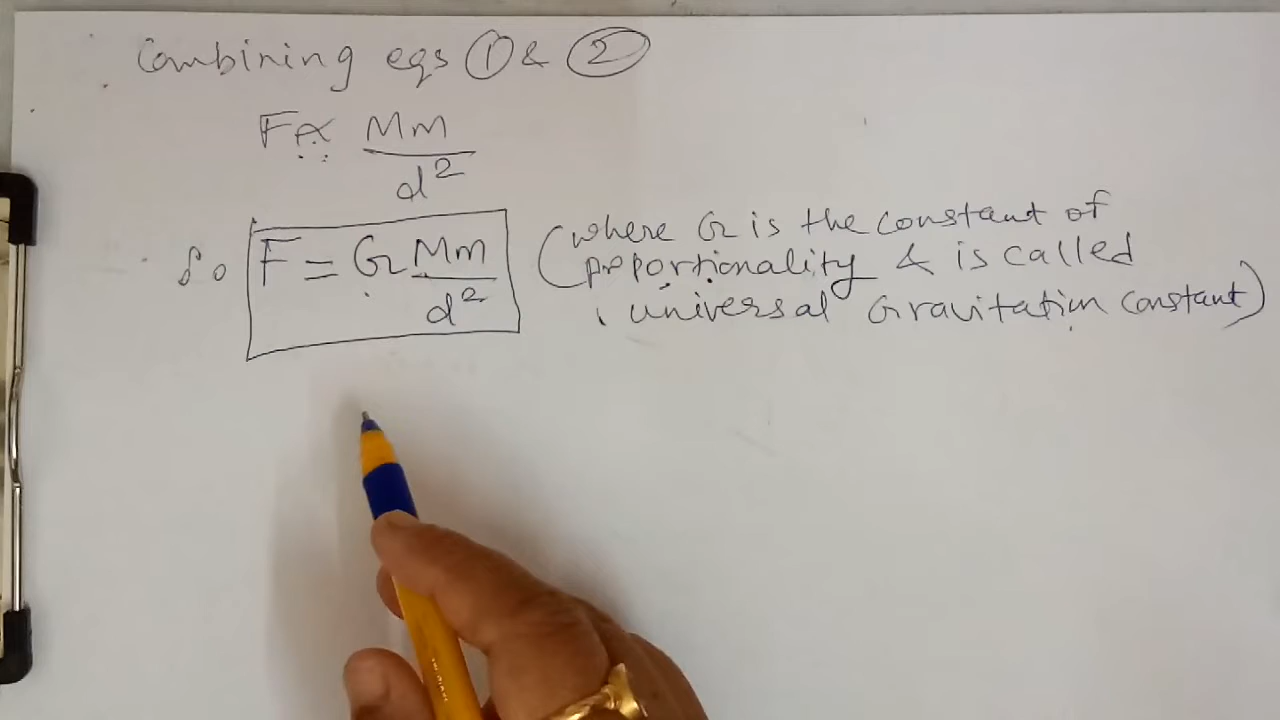 Combining eqs ① & ②
F ∝ Mm
d²
So F = G Mm
d²
(where G is the constant of
proportionality & is called
universal Gravitation constant)